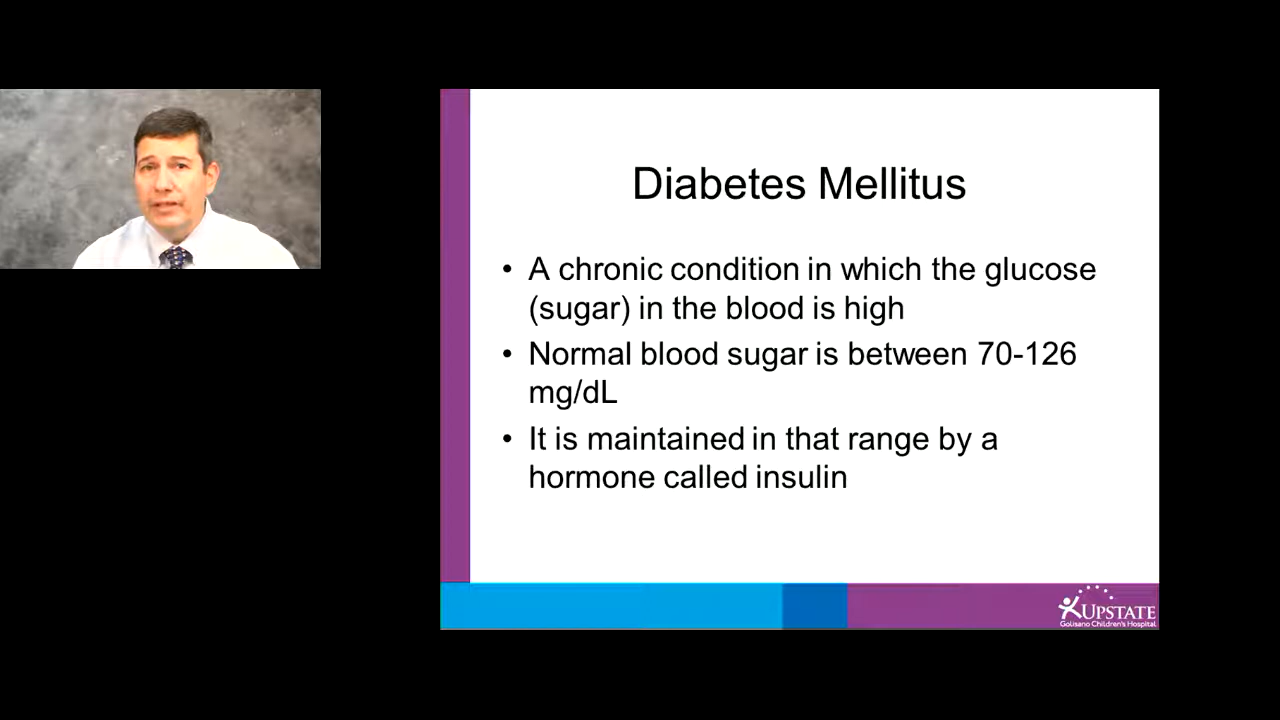 Diabetes Mellitus
• A chronic condition in which the glucose
(sugar) in the blood is high
• Normal blood sugar is between 70-126
mg/dL
• It is maintained in that range by a
hormone called insulin
UPSTATE
Golisano Children's Hospital